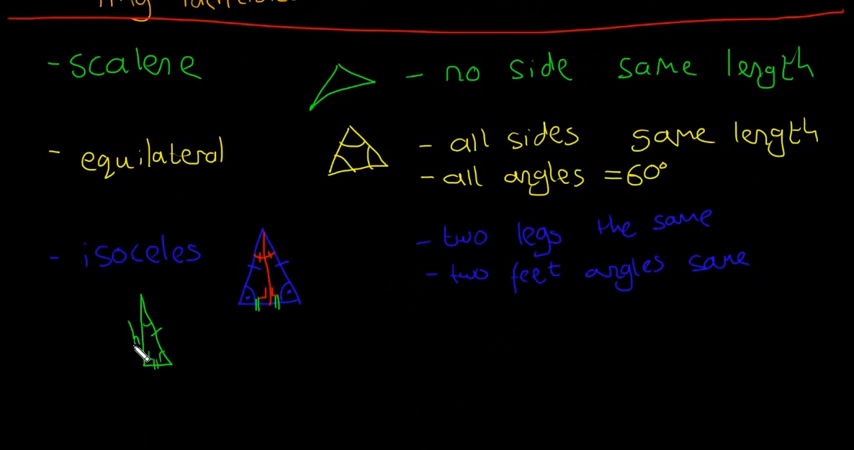 - scalene - no side same length
- equilateral - all sides same length
- all angles = 60°
- isoceles - two legs the same
- two feet angles same
h